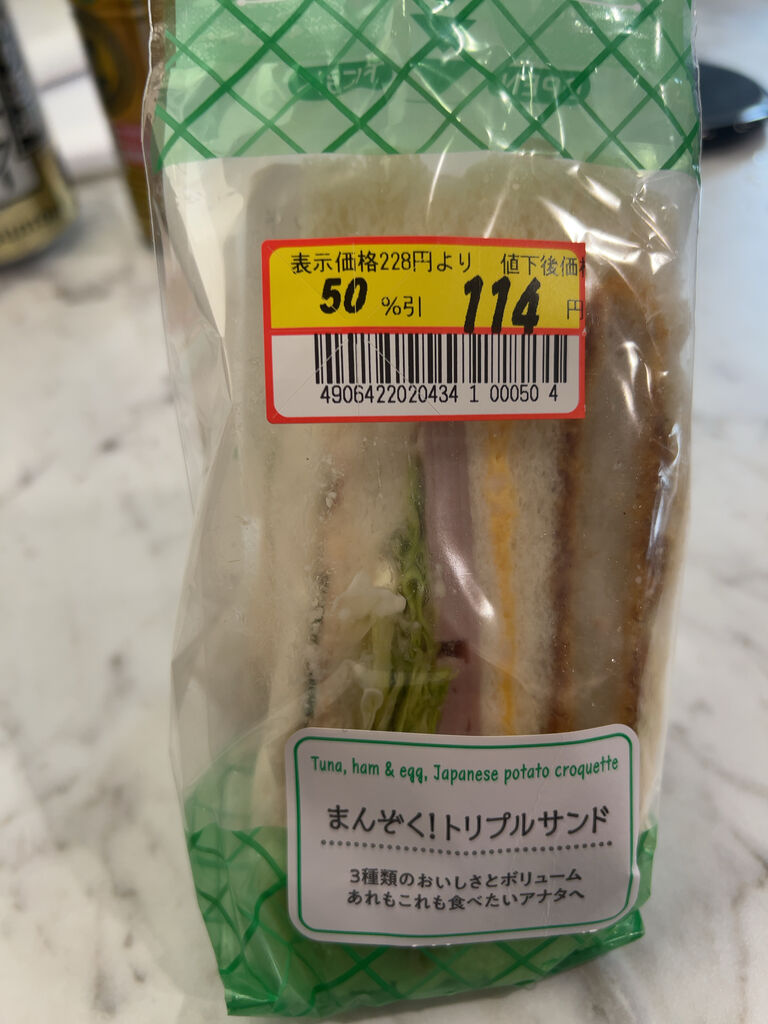 OPEN
表示価格228円より 値下後価格
50 %引 114 円
4906422020434 1 00050 4
Tuna, ham & egg, Japanese potato croquette
まんぞく!トリプルサンド
3種類のおいしさとボリューム
あれもこれも食べたいアナタへ